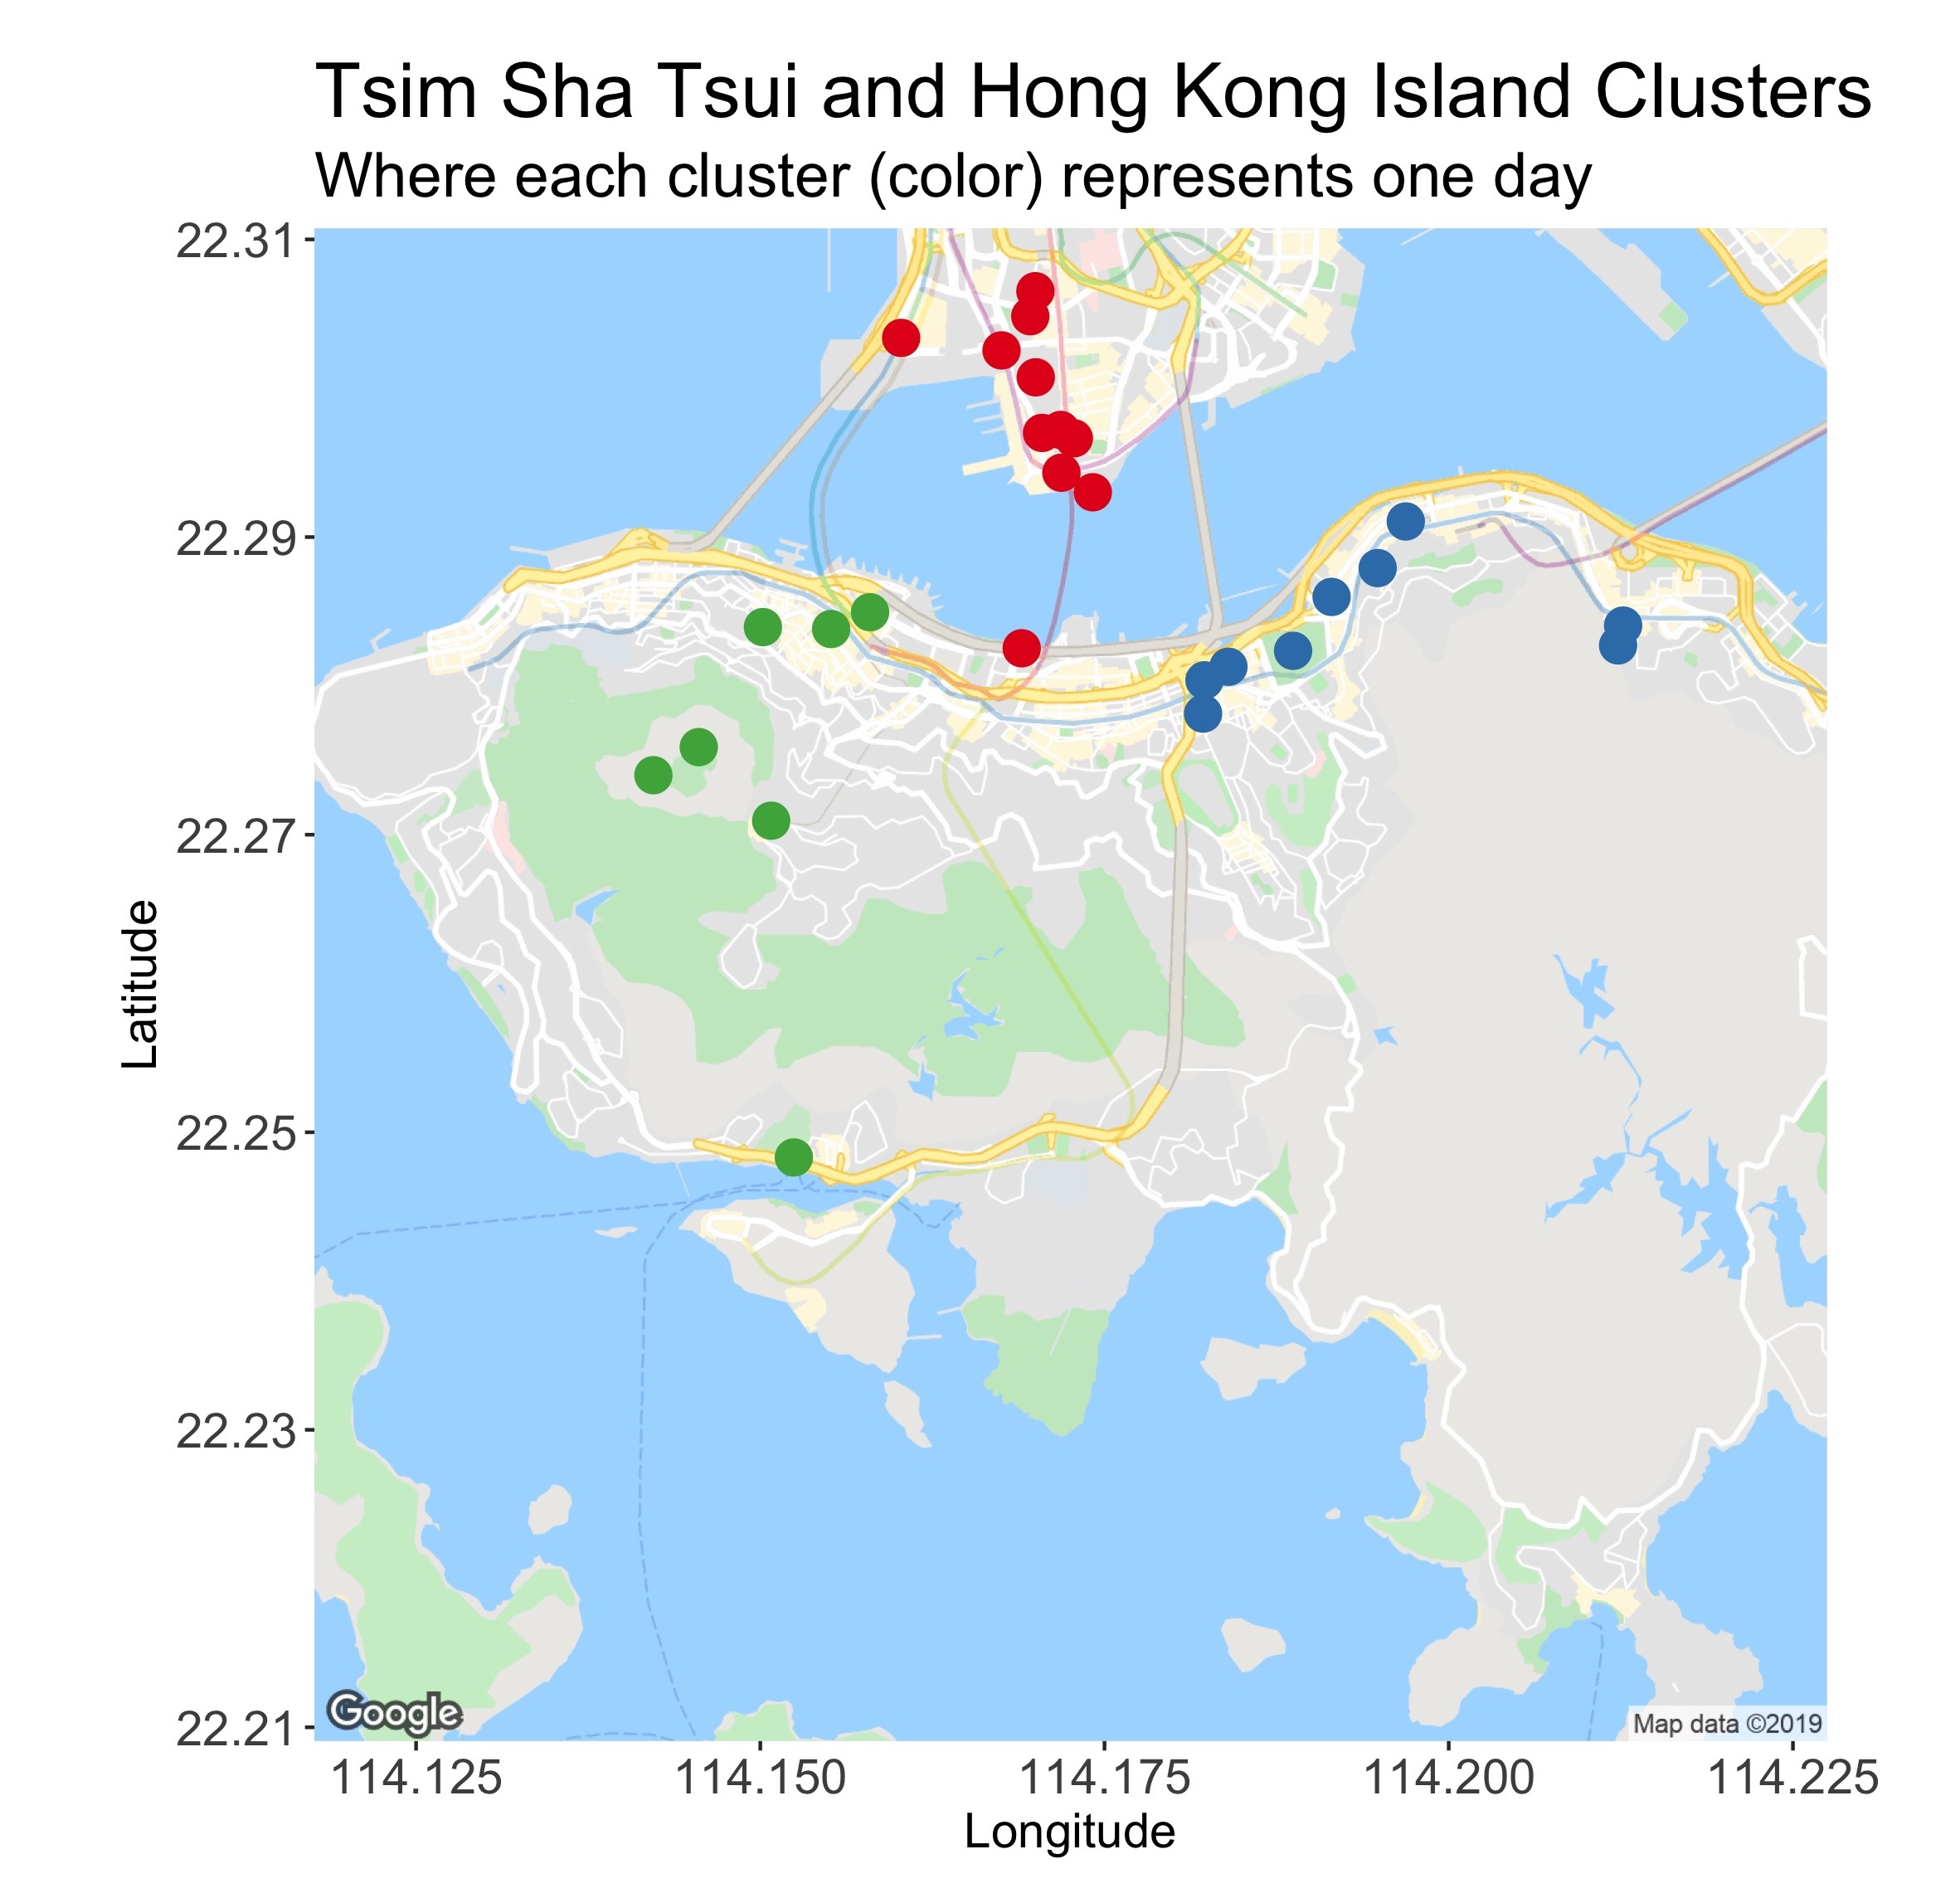 Tsim Sha Tsui and Hong Kong Island Clusters
Where each cluster (color) represents one day
22.31
22.29
22.27
22.25
22.23
22.21
Latitude
Google
Map data ©2019
114.125 114.150 114.175 114.200 114.225
Longitude